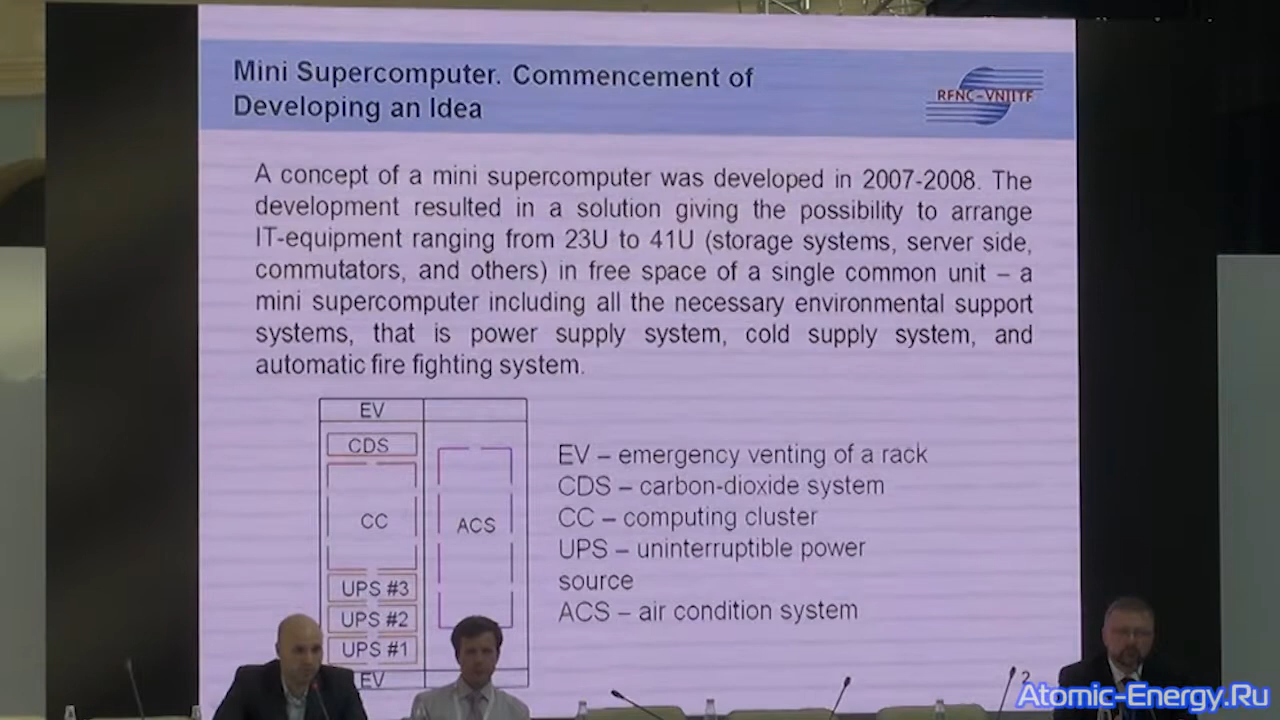 Mini Supercomputer. Commencement of
Developing an Idea
RFNC-VNIITF
A concept of a mini supercomputer was developed in 2007-2008. The
development resulted in a solution giving the possibility to arrange
IT-equipment ranging from 23U to 41U (storage systems, server side,
commutators, and others) in free space of a single common unit – a
mini supercomputer including all the necessary environmental support
systems, that is power supply system, cold supply system, and
automatic fire fighting system.
EV
CDS
CC
ACS
UPS #3
UPS #2
UPS #1
EV
EV – emergency venting of a rack
CDS – carbon-dioxide system
CC – computing cluster
UPS – uninterruptible power
source
ACS – air condition system
2
Atomic-Energy.Ru